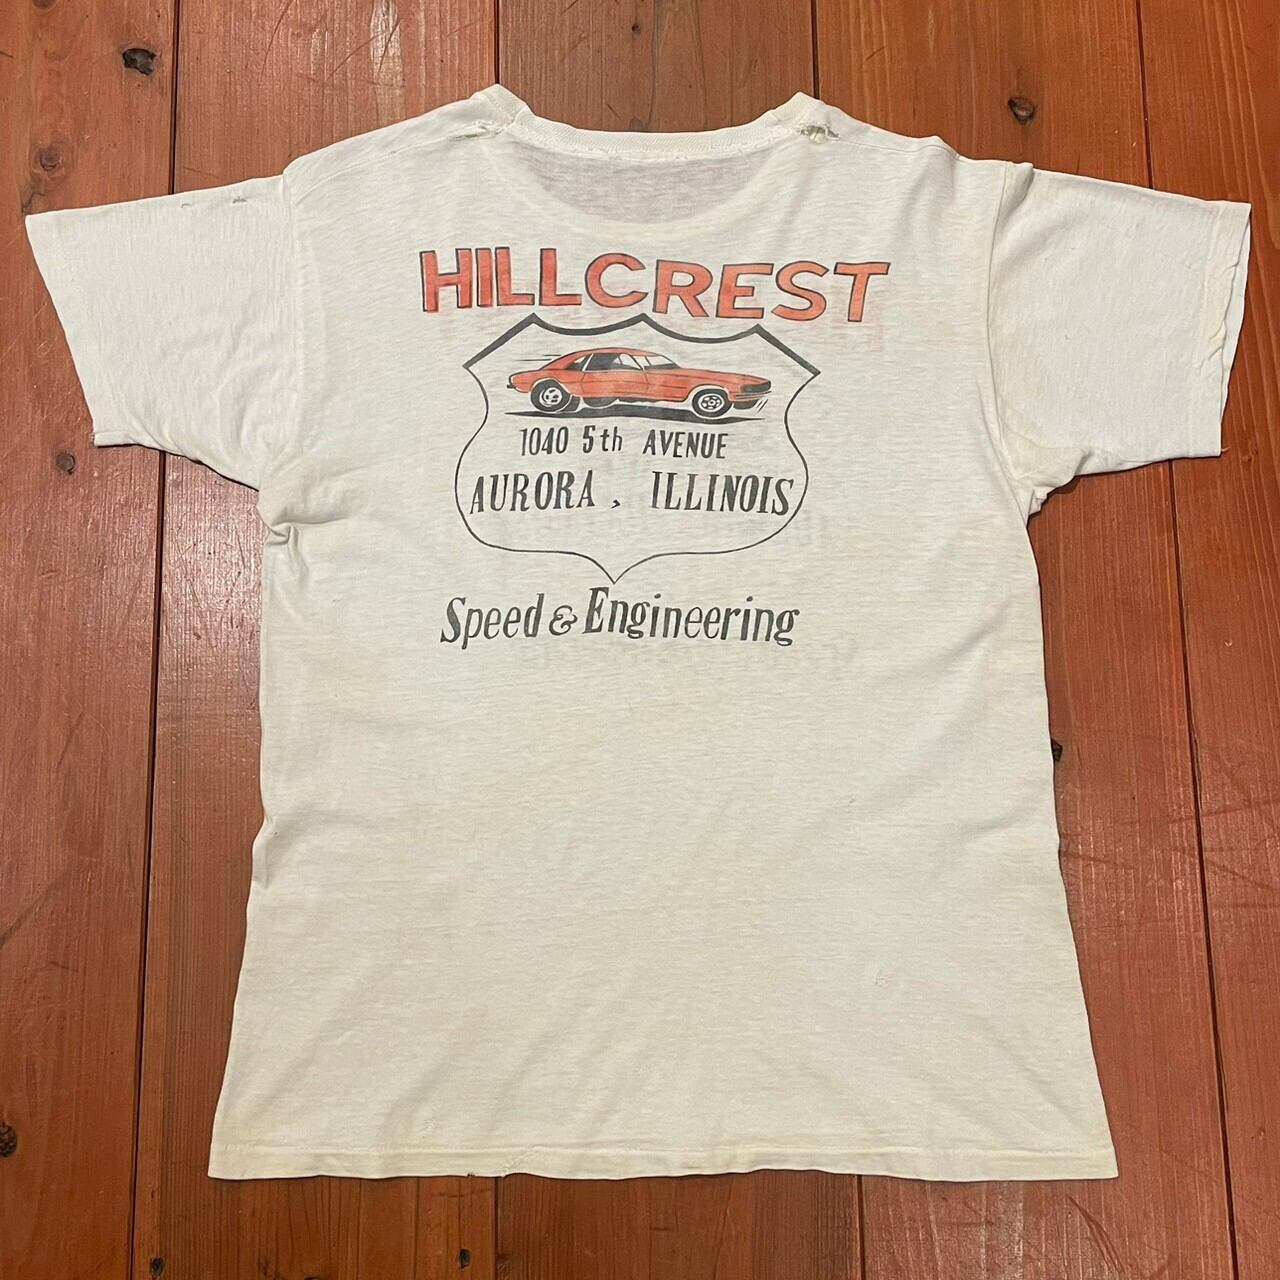 HILLCREST
1040 5th AVENUE
AURORA, ILLINOIS
Speed & Engineering